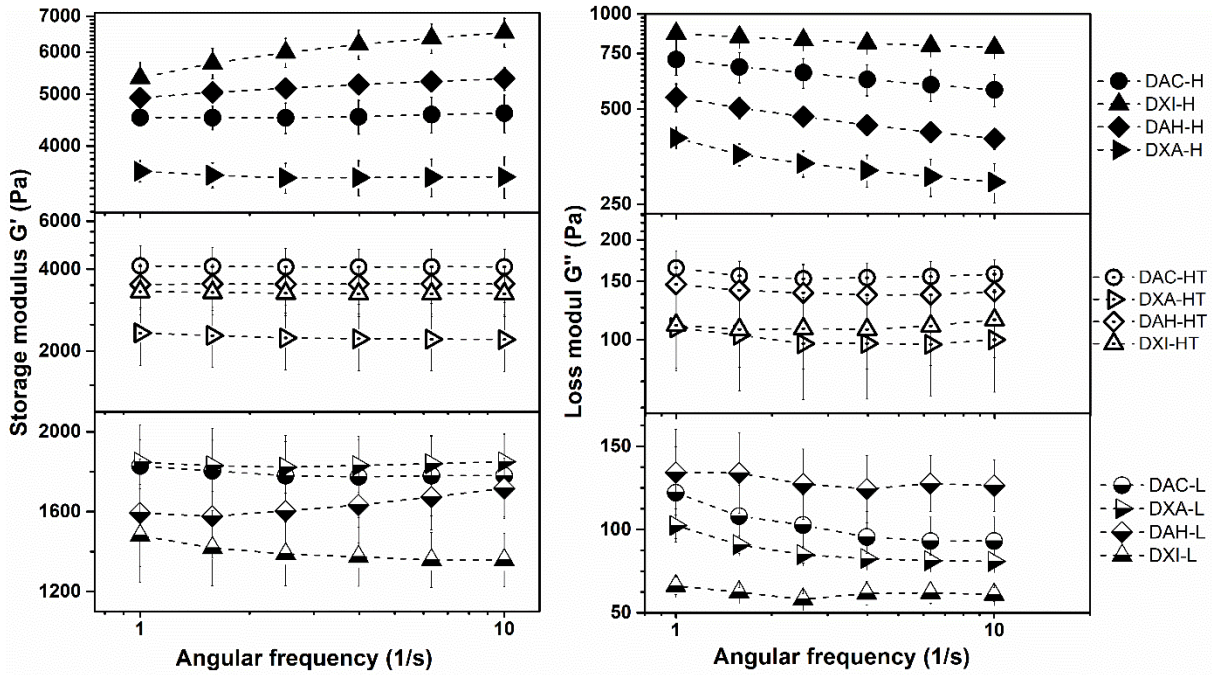 Storage modulus G' (Pa)
7000
6000
5000
4000
6000
4000
2000
2000
1600
1200
1
10
Angular frequency (1/s)
Loss modul G'' (Pa)
1000
750
500
250
200
150
100
150
100
50
1
10
Angular frequency (1/s)
DAC-H
DXI-H
DAH-H
DXA-H
DAC-HT
DXA-HT
DAH-HT
DXI-HT
DAC-L
DXA-L
DAH-L
DXI-L